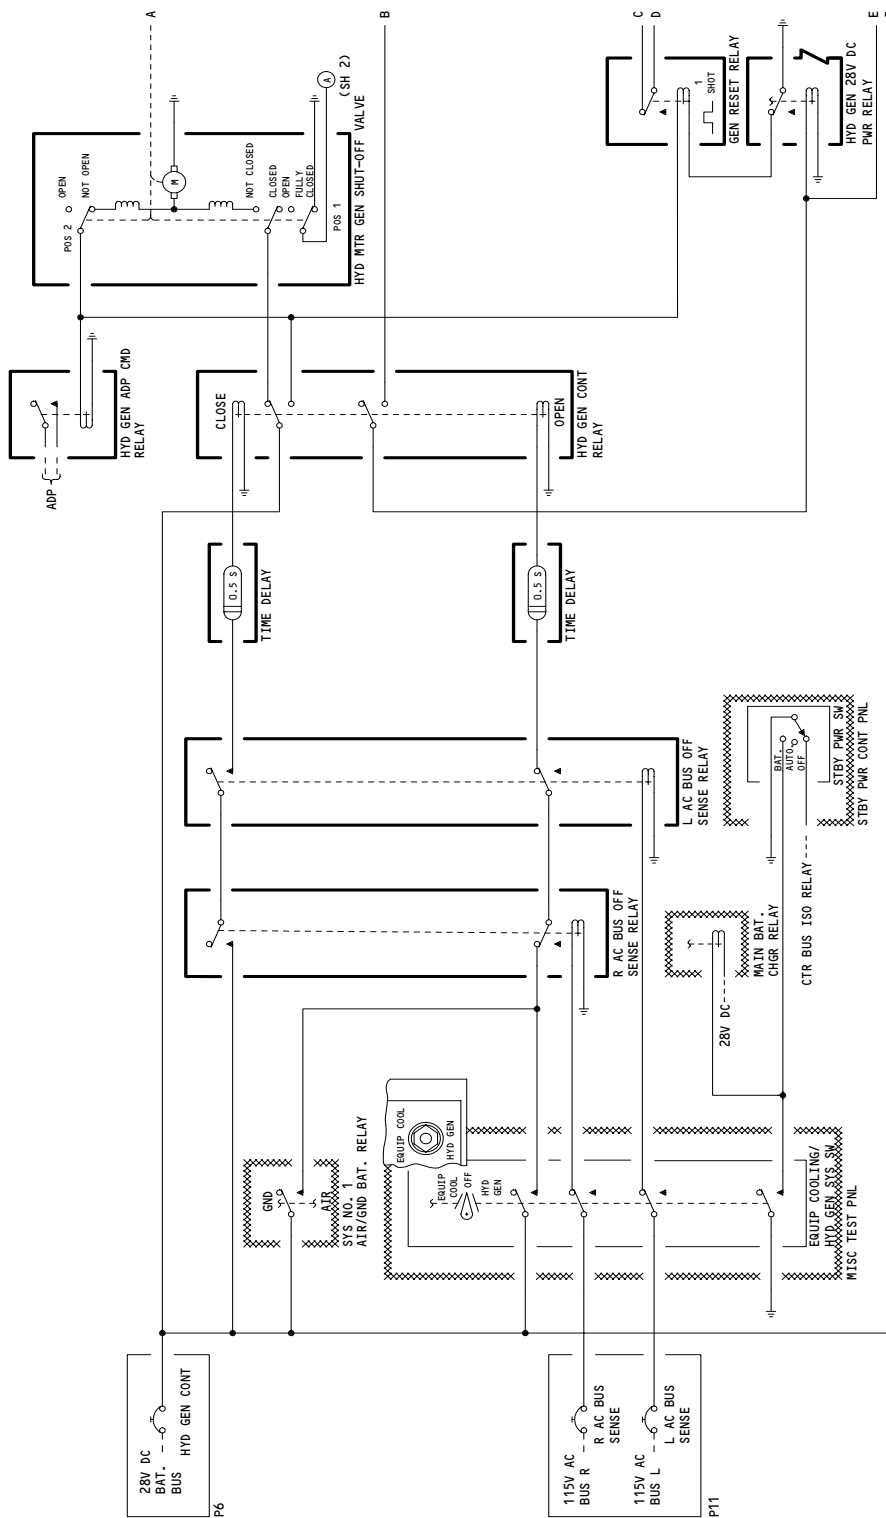 28V DC
BAT.
BUS
HYD GEN CONT
P6
115V AC
BUS R
R AC BUS
SENSE
115V AC
BUS L
L AC BUS
SENSE
P11
GND
AIR
SYS NO. 1
AIR/GND BAT. RELAY
EQUIP COOL
HYD GEN
EQUIP
COOL
OFF
HYD
GEN
EQUIP COOLING/
HYD GEN SYS SW
MISC TEST PNL
R AC BUS OFF
SENSE RELAY
28V DC
MAIN BAT.
CHGR RELAY
CTR BUS ISO RELAY
L AC BUS OFF
SENSE RELAY
BAT.
AUTO.
OFF
STBY PWR SW
STBY PWR CONT PNL
0.5 S
TIME DELAY
0.5 S
TIME DELAY
ADP
HYD GEN ADP CMD
RELAY
CLOSE
OPEN
HYD GEN CONT
RELAY
POS 2
OPEN
NOT OPEN
M
NOT CLOSED
CLOSED
OPEN
FULLY
CLOSED
POS 1
HYD MTR GEN SHUT-OFF VALVE
A
(SH 2)
1
SHOT
GEN RESET RELAY
HYD GEN 28V DC
PWR RELAY
A
B
C
D
E